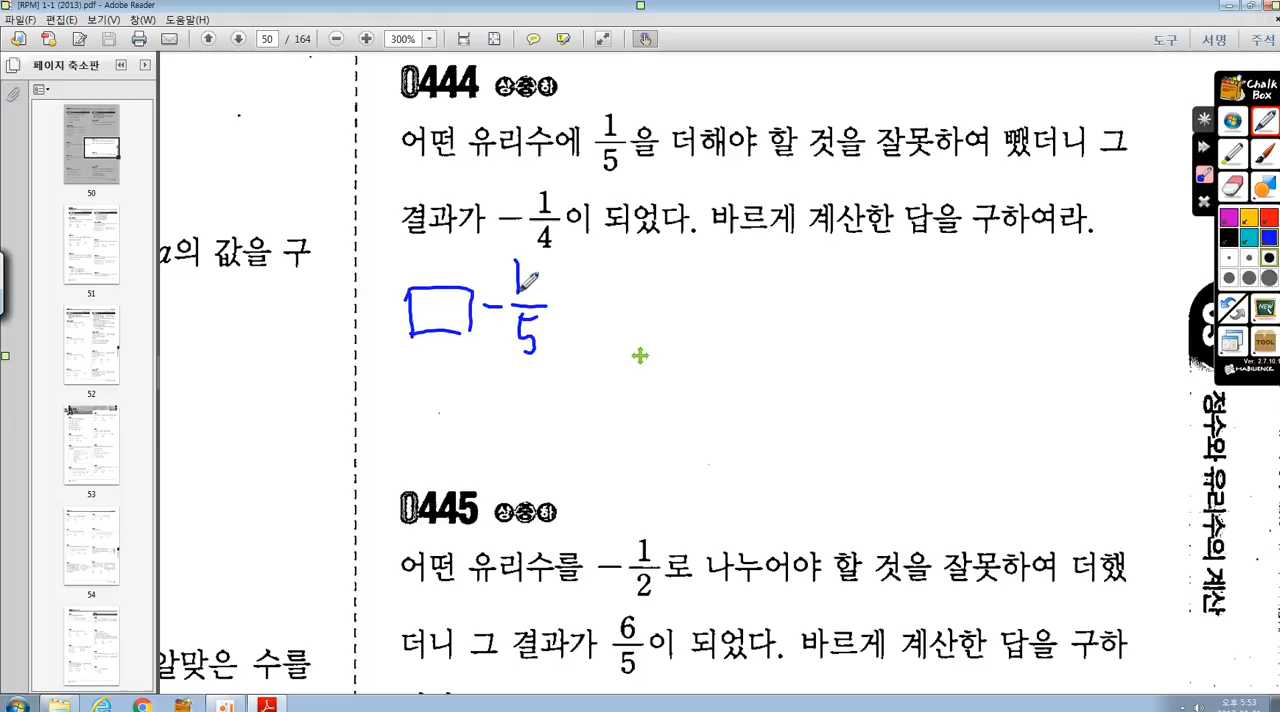 [RPM] 1-1 (2013).pdf - Adobe Reader
파일(F) 편집(E) 보기(V) 창(W) 도움말(H)
50 / 164 300% 도구 서명 주석
페이지 축소판
50
51
52
53
54
a의 값을 구
알맞은 수를
0444 상중하
어떤 유리수에 1/5을 더해야 할 것을 잘못하여 뺐더니 그
결과가 -1/4이 되었다. 바르게 계산한 답을 구하여라.
□ - 1/5
0445 상중하
어떤 유리수를 -1/2로 나누어야 할 것을 잘못하여 더했
더니 그 결과가 6/5이 되었다. 바르게 계산한 답을 구하
정수와 유리수의 계산
Chalk
Box
NEW
TOOL
Ver. 2.7.10.1
MABILIENCE
오후 5:53